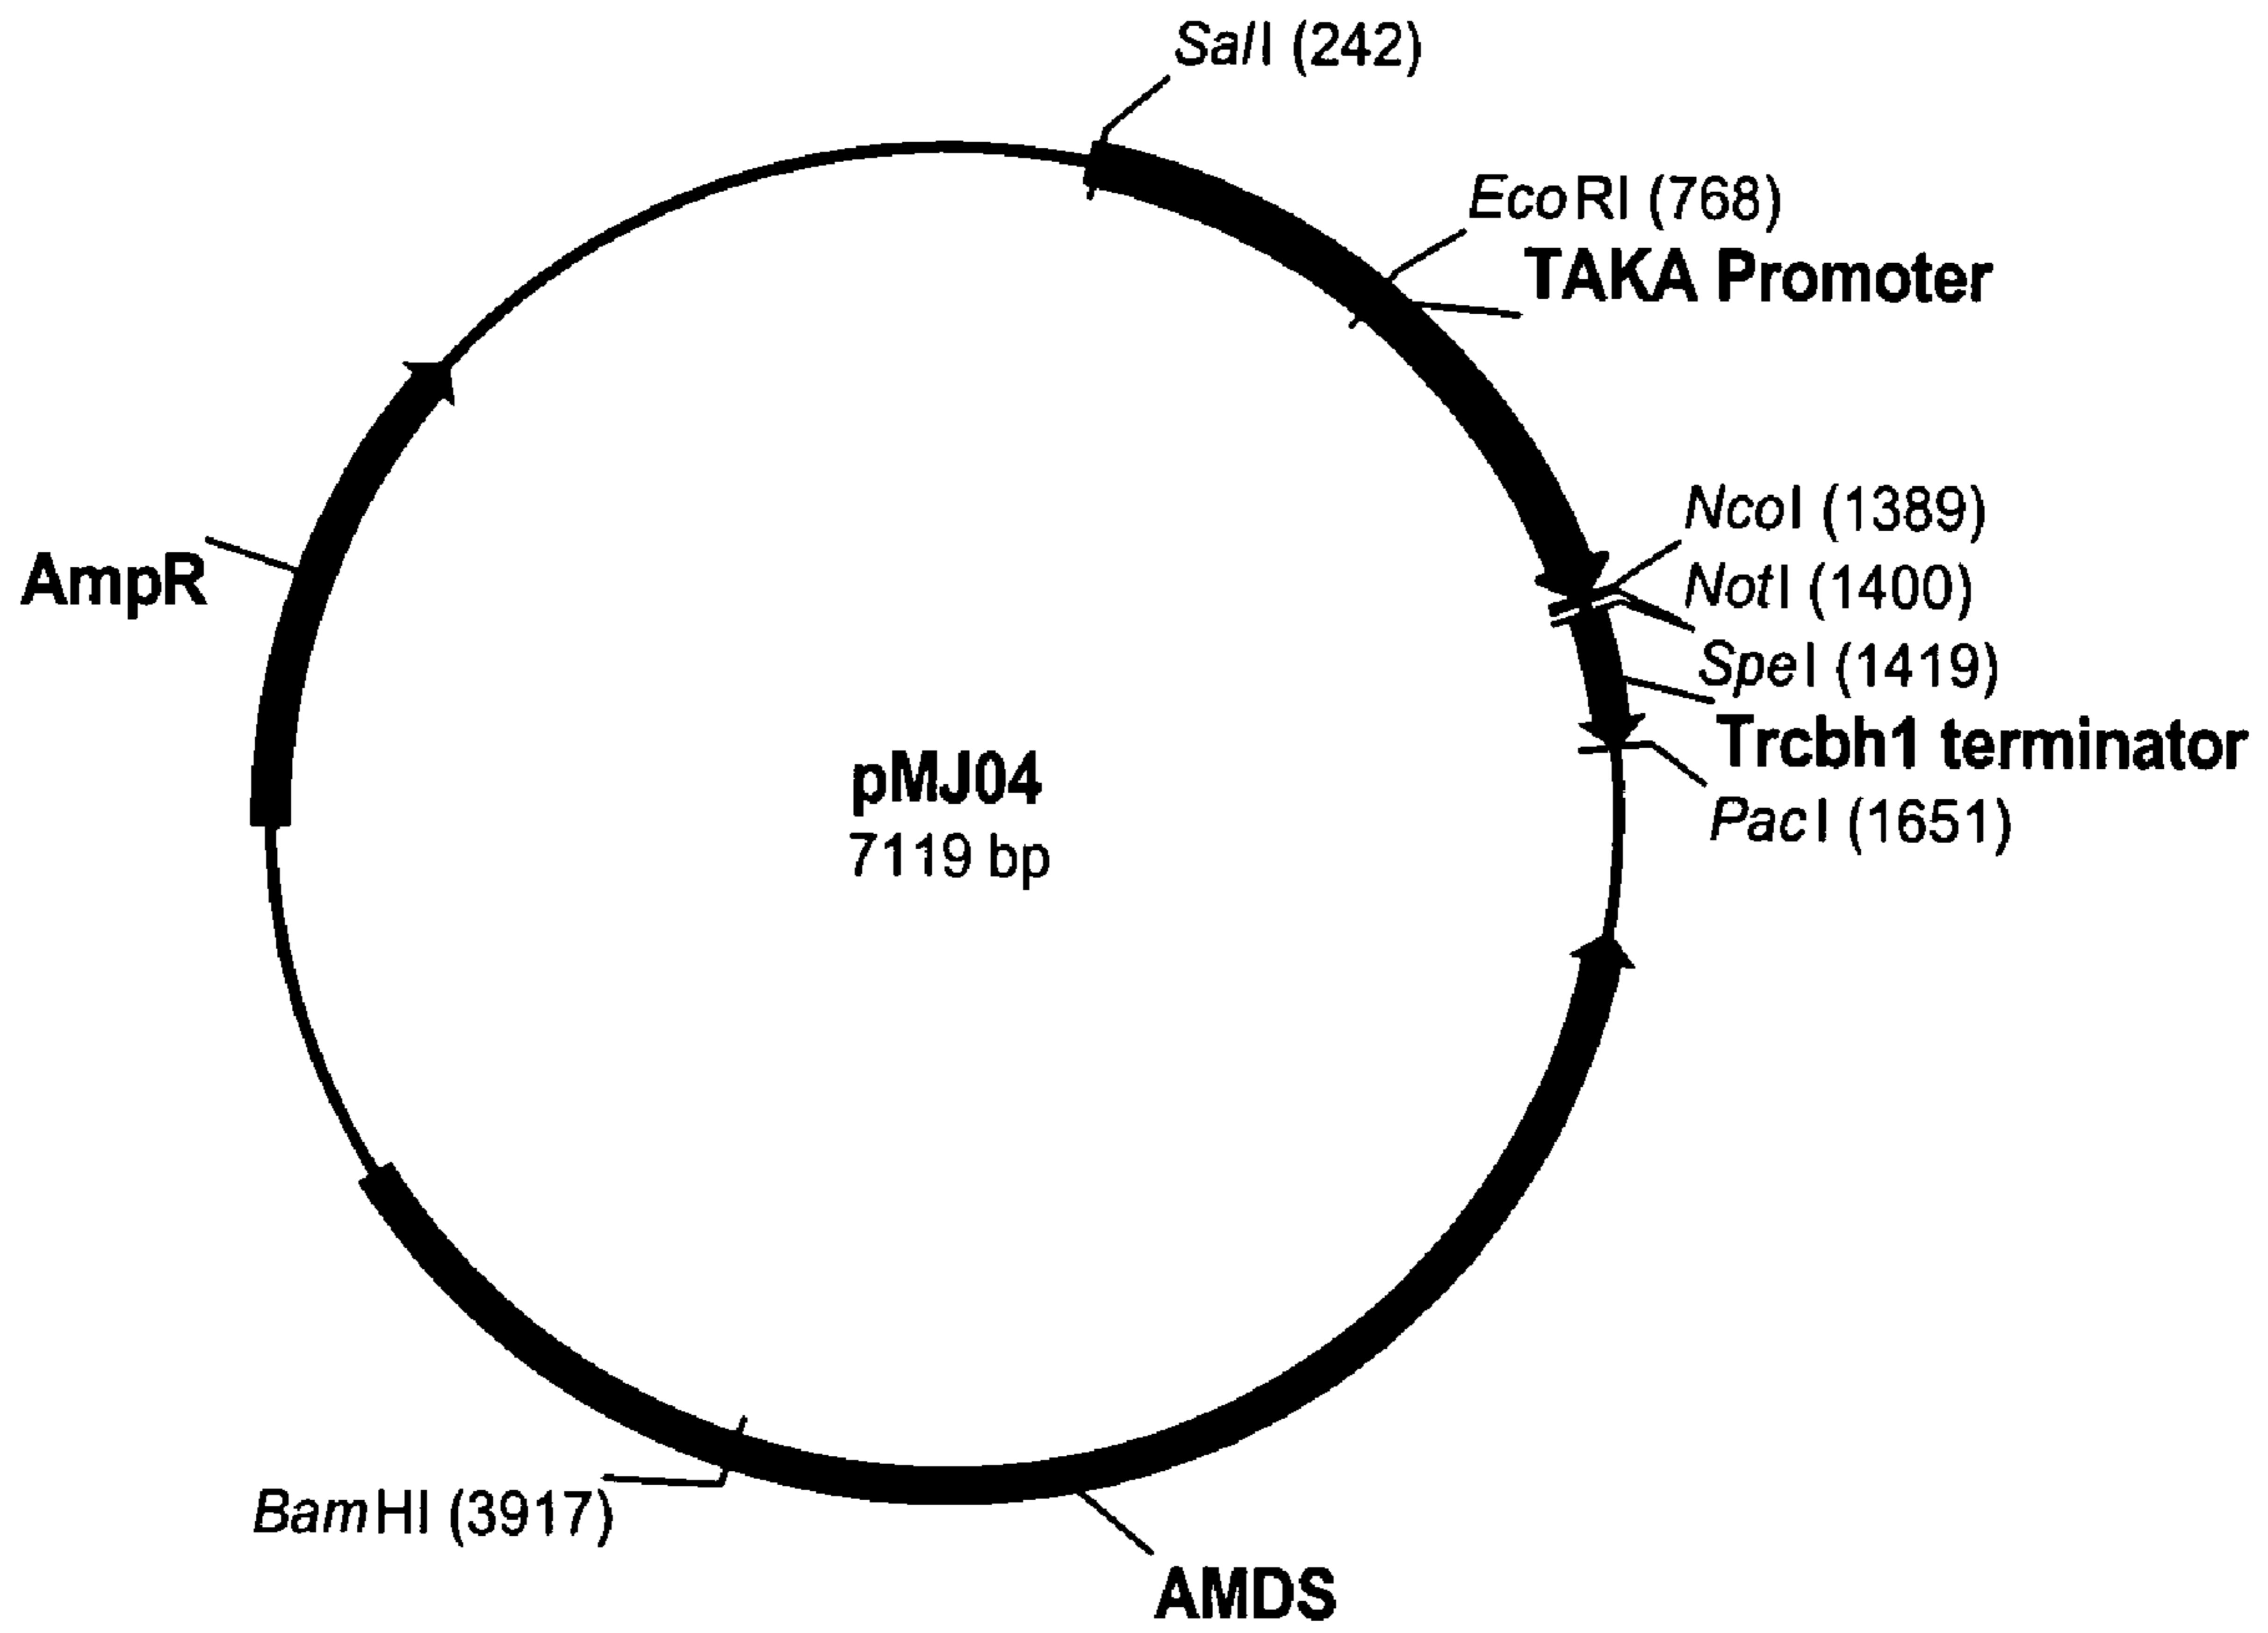 SalI (242)
EcoRI (768)
TAKA Promoter
NcoI (1389)
NotI (1400)
SpeI (1419)
Trcbh1 terminator
PacI (1651)
AmpR
pMJ04
7119 bp
BamHI (3917)
AMDS